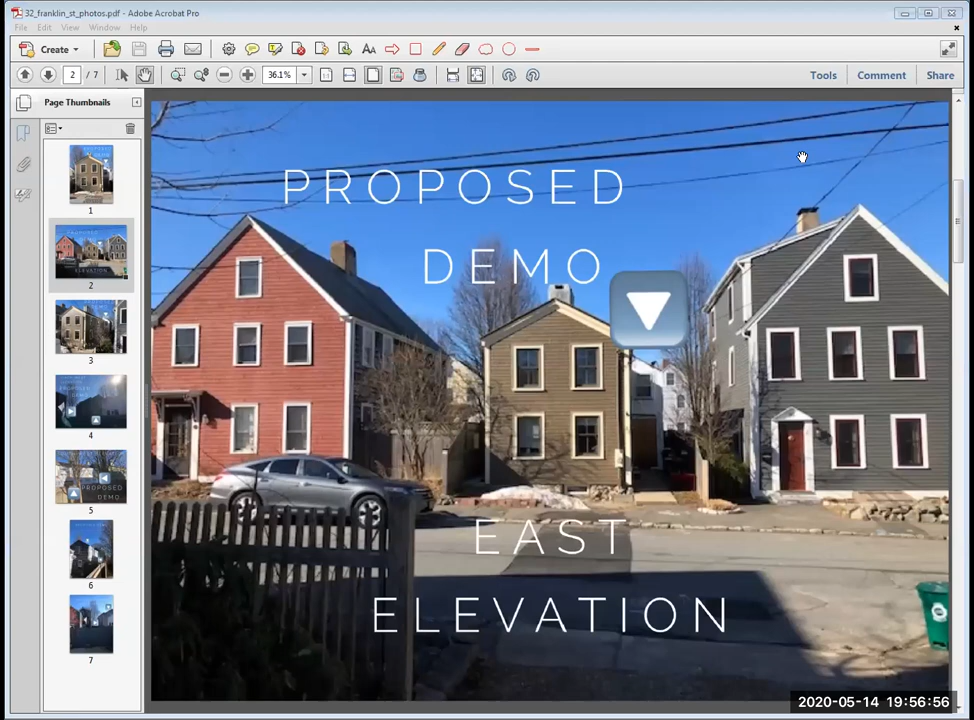 32_franklin_st_photos.pdf - Adobe Acrobat Pro
File Edit View Window Help
Create
2 / 7 36.1% Tools Comment Share
Page Thumbnails
1
2
3
4
5
6
7
PROPOSED
DEMO
EAST
ELEVATION
2020-05-14 19:56:56